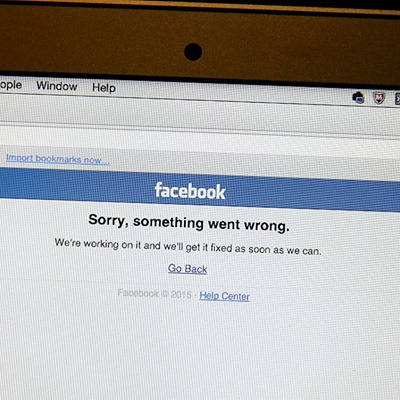 ople Window Help
Import bookmarks now...
facebook
Sorry, something went wrong.
We're working on it and we'll get it fixed as soon as we can.
Go Back
Facebook © 2015 · Help Center